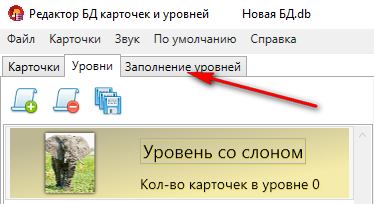 Редактор БД карточек и уровней Новая БД.db
Файл Карточки Звук По умолчанию Справка
Карточки Уровни Заполнение уровней
Уровень со слоном
Кол-во карточек в уровне 0